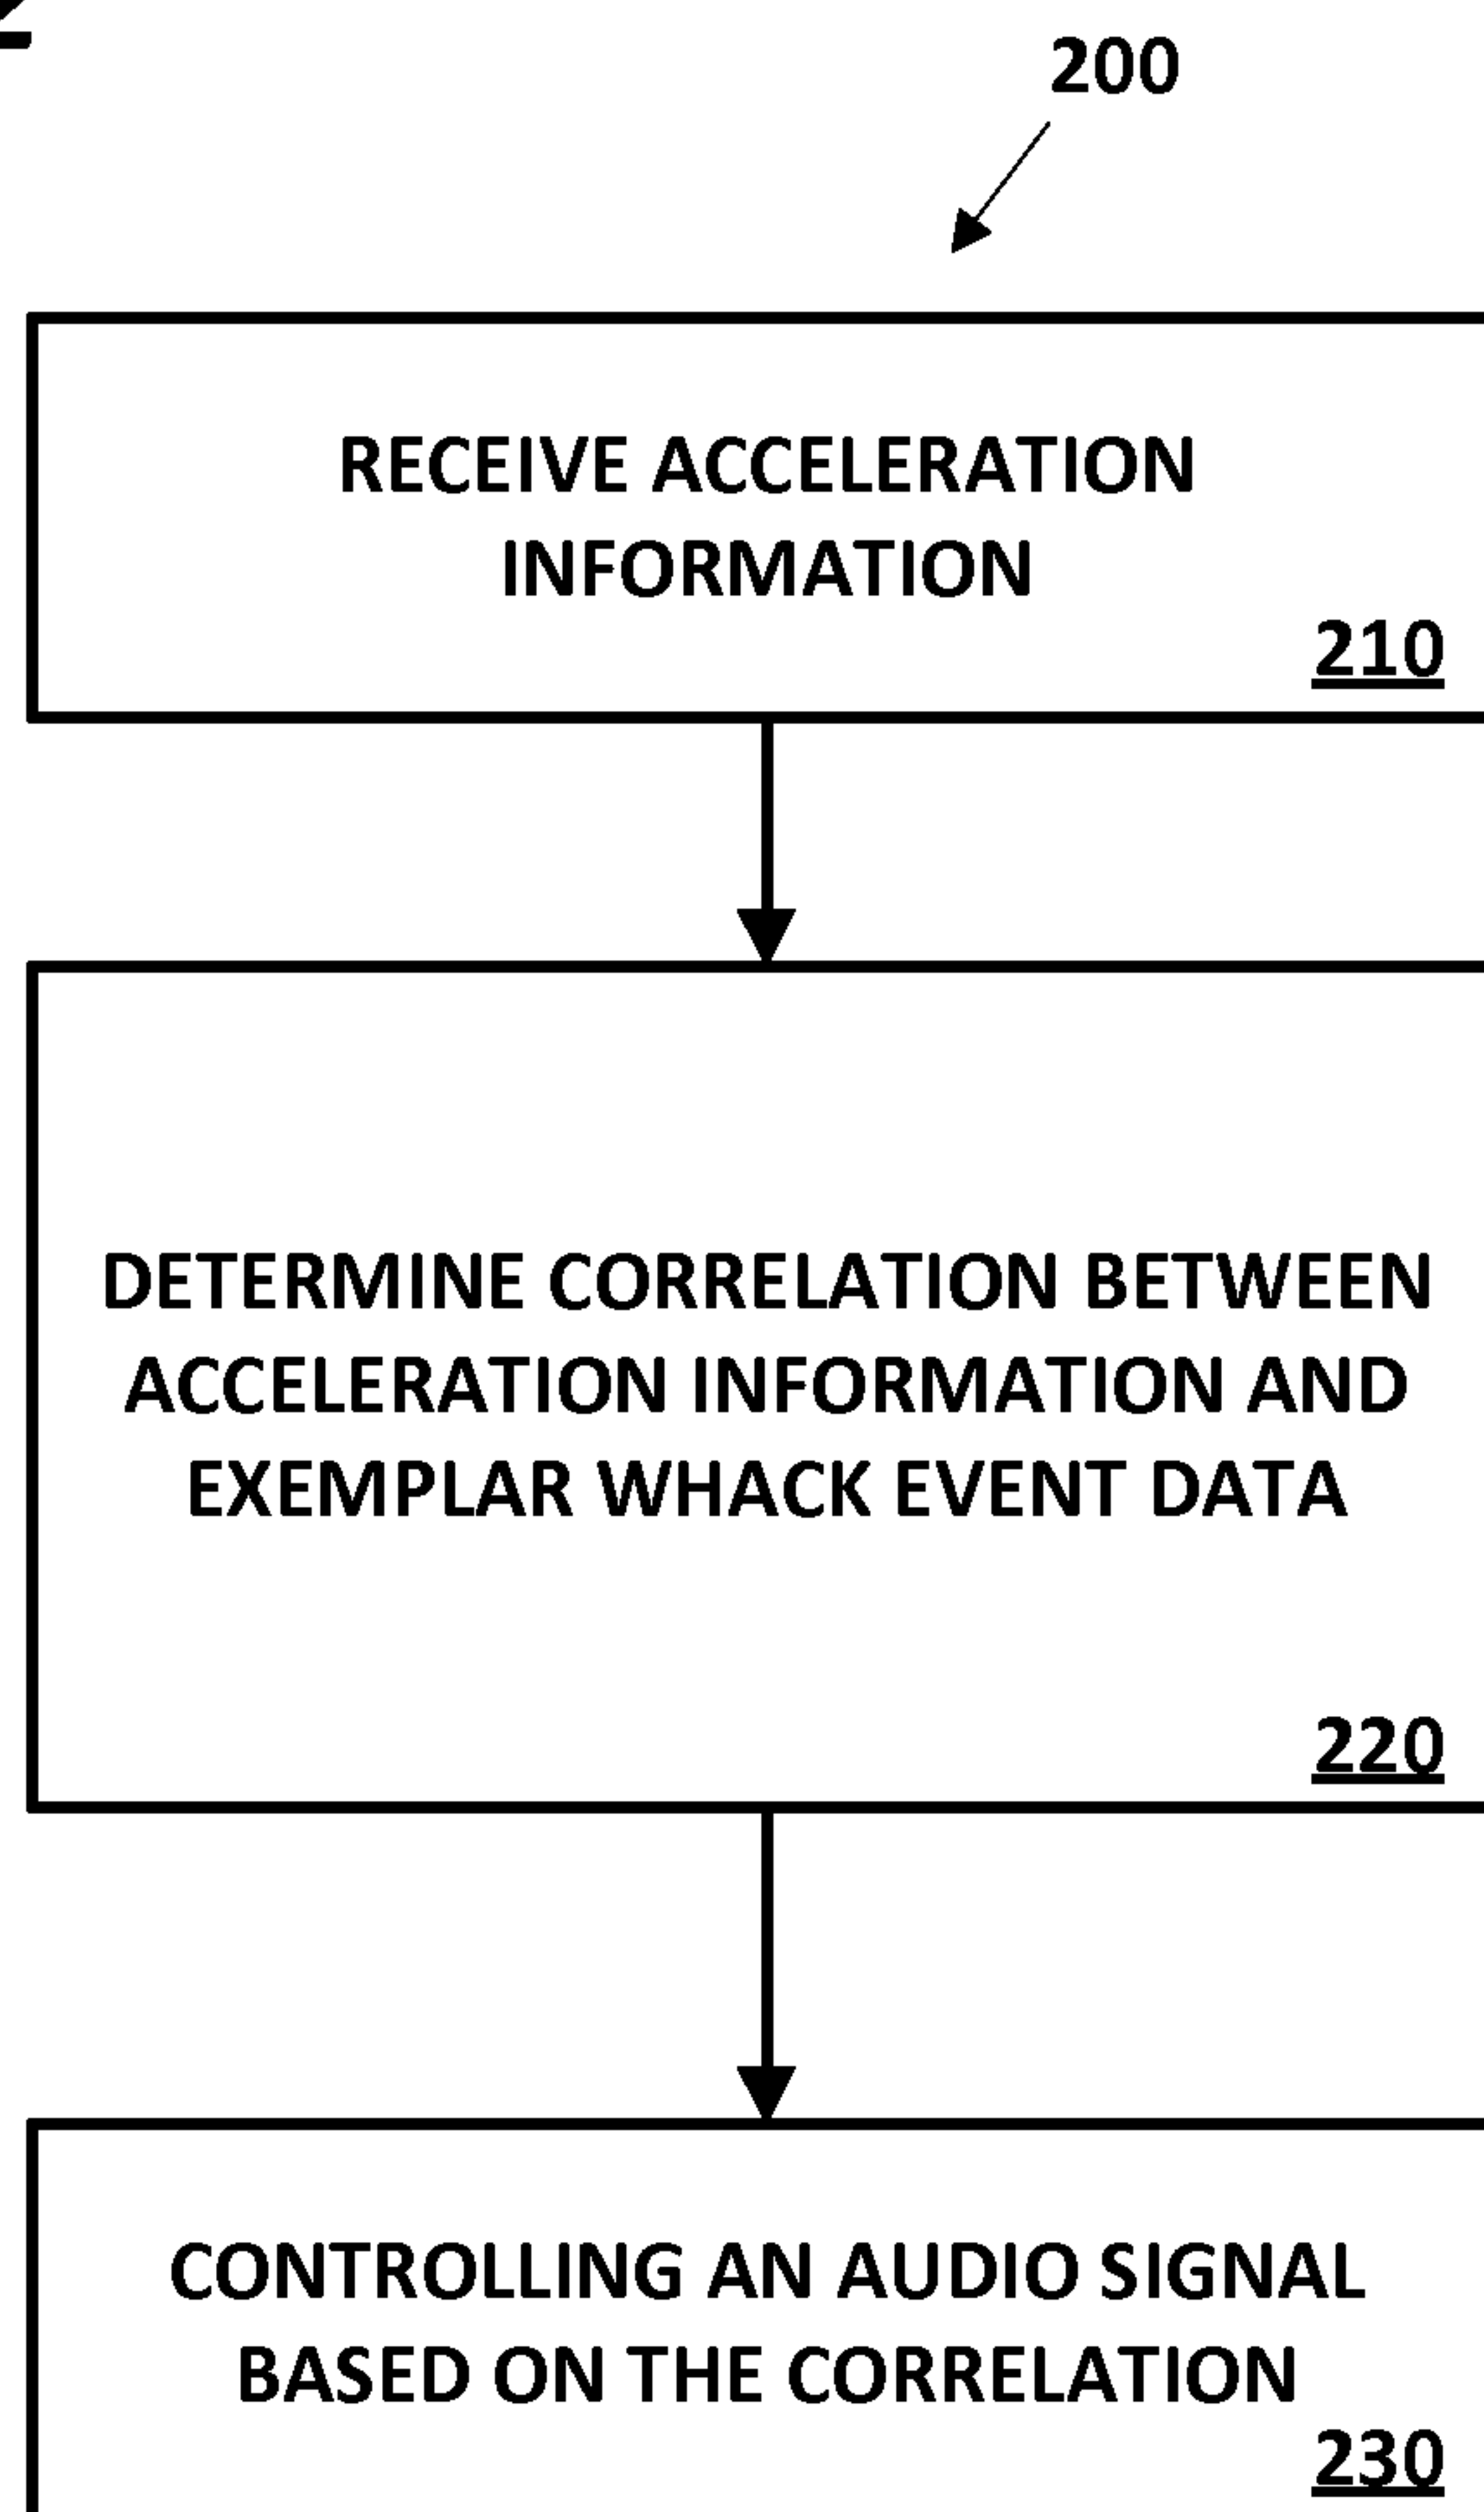 200
RECEIVE ACCELERATION
INFORMATION
210
DETERMINE CORRELATION BETWEEN
ACCELERATION INFORMATION AND
EXEMPLAR WHACK EVENT DATA
220
CONTROLLING AN AUDIO SIGNAL
BASED ON THE CORRELATION
230